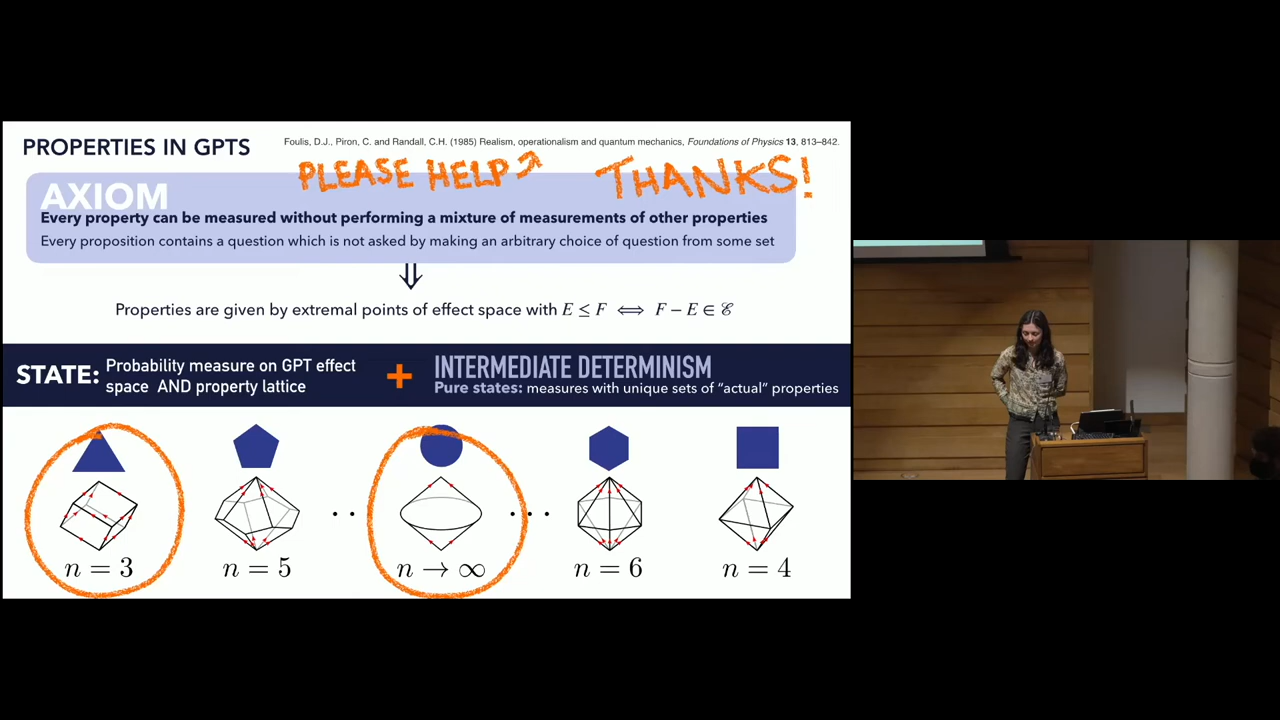 PROPERTIES IN GPTS
Foulis, D.J., Piron, C. and Randall, C.H. (1985) Realism, operationalism and quantum mechanics, Foundations of Physics 13, 813–842.
PLEASE HELP↗ THANKS!
AXIOM
Every property can be measured without performing a mixture of measurements of other properties
Every proposition contains a question which is not asked by making an arbitrary choice of question from some set
⇓
Properties are given by extremal points of effect space with E ≤ F ⟺ F − E ∈ ℰ
STATE: Probability measure on GPT effect
space AND property lattice
+
INTERMEDIATE DETERMINISM
Pure states: measures with unique sets of “actual” properties
n = 3 n = 5 · · n → ∞ · · · n = 6 n = 4